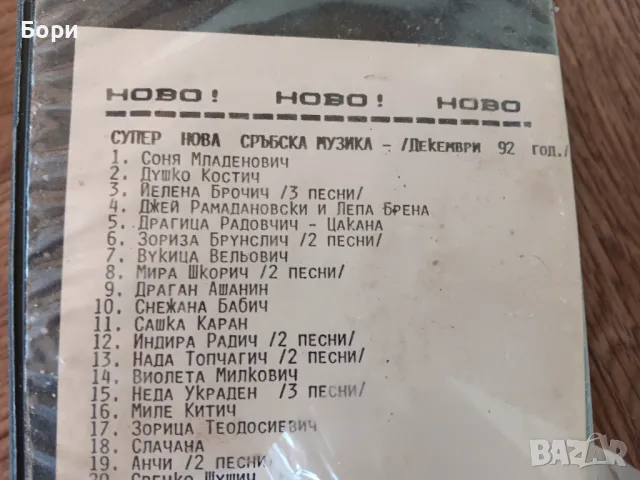 Бори
НОВО! НОВО! НОВО
СУПЕР НОВА СРЪБСКА МУЗИКА - /ДЕКЕМВРИ 92 ГОД./
1. СОНЯ МЛАДЕНОВИЧ
2. ДУШКО КОСТИЧ
3. ЙЕЛЕНА БРОЧИЧ /3 ПЕСНИ/
4. ДЖЕЙ РАМАДАНОВСКИ И ЛЕПА БРЕНА
5. ДРАГИЦА РАДОВЧИЧ - ЦАКАНА
6. ЗОРИЗА БРУНСЛИЧ /2 ПЕСНИ/
7. ВУКИЦА ВЕЛЬОВИЧ
8. МИРА ШКОРИЧ /2 ПЕСНИ/
9. ДРАГАН АШАНИН
10. СНЕЖАНА БАБИЧ
11. САШКА КАРАН
12. ИНДИРА РАДИЧ /2 ПЕСНИ/
13. НАДА ТОПЧАГИЧ /2 ПЕСНИ/
14. ВИОЛЕТА МИЛКОВИЧ
15. НЕДА УКРАДЕН /3 ПЕСНИ/
16. МИЛЕ КИТИЧ
17. ЗОРИЦА ТЕОДОСИЕВИЧ
18. СЛАЧАНА
19. АНЧИ /2 ПЕСНИ/
20.
BAZAR
bg